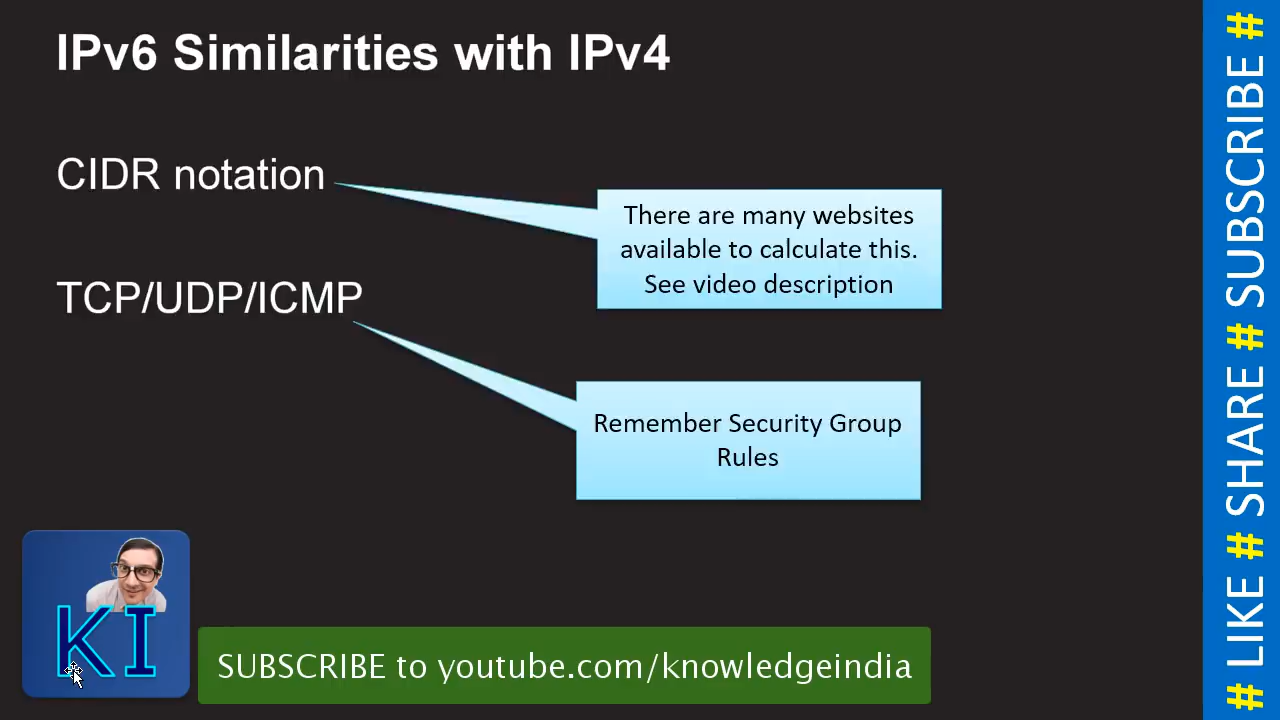 IPv6 Similarities with IPv4
CIDR notation
There are many websites
available to calculate this.
See video description
TCP/UDP/ICMP
Remember Security Group
Rules
KI
SUBSCRIBE to youtube.com/knowledgeindia
# LIKE # SHARE # SUBSCRIBE #